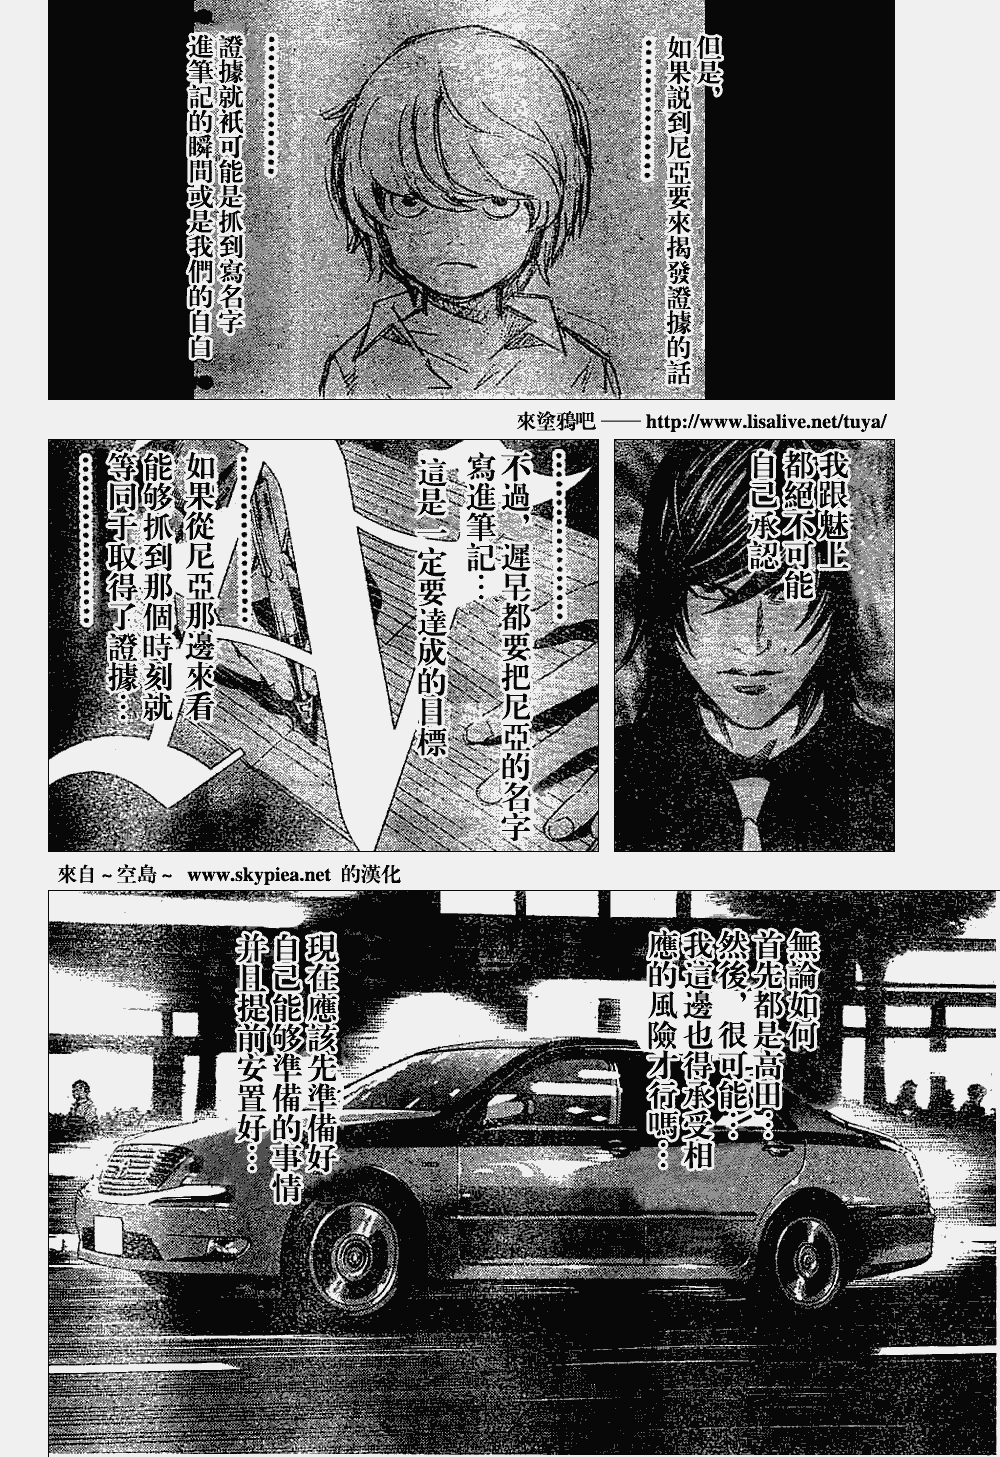 但是，
如果説到尼亞要來揭發證據的話
……………
……………
證據就衹可能是抓到寫名字
進筆記的瞬間或是我們的自白
來塗鴉吧 —— http://www.lisalive.net/tuya/
我跟魅上
都絕不可能
自己承認
……………
不過，遲早都要把尼亞的名字
寫進筆記…
這是一定要達成的目標
……………
如果從尼亞那邊來看
能够抓到那個時刻就
等同于取得了證據…
……………
來自~空島~ www.skypiea.net 的漢化
無論如何
首先都是高田…
然後，很可能…
我這邊也得承受相
應的風險才行嗎…
現在應該先準備好
自己能够準備的事情
并且提前安置好…